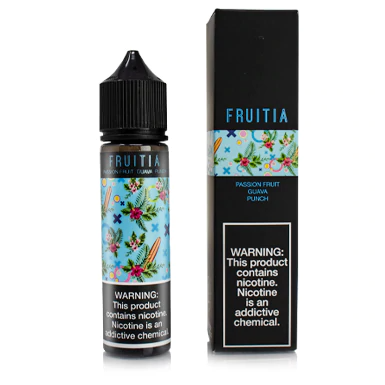 FRUITIA
PASSION FRUIT GUAVA PUNCH
WARNING:
This product
contains nicotine.
Nicotine is an
addictive chemical.
FRUITIA
PASSION FRUIT
GUAVA
PUNCH
WARNING:
This product
contains
nicotine.
Nicotine is an
addictive
chemical.